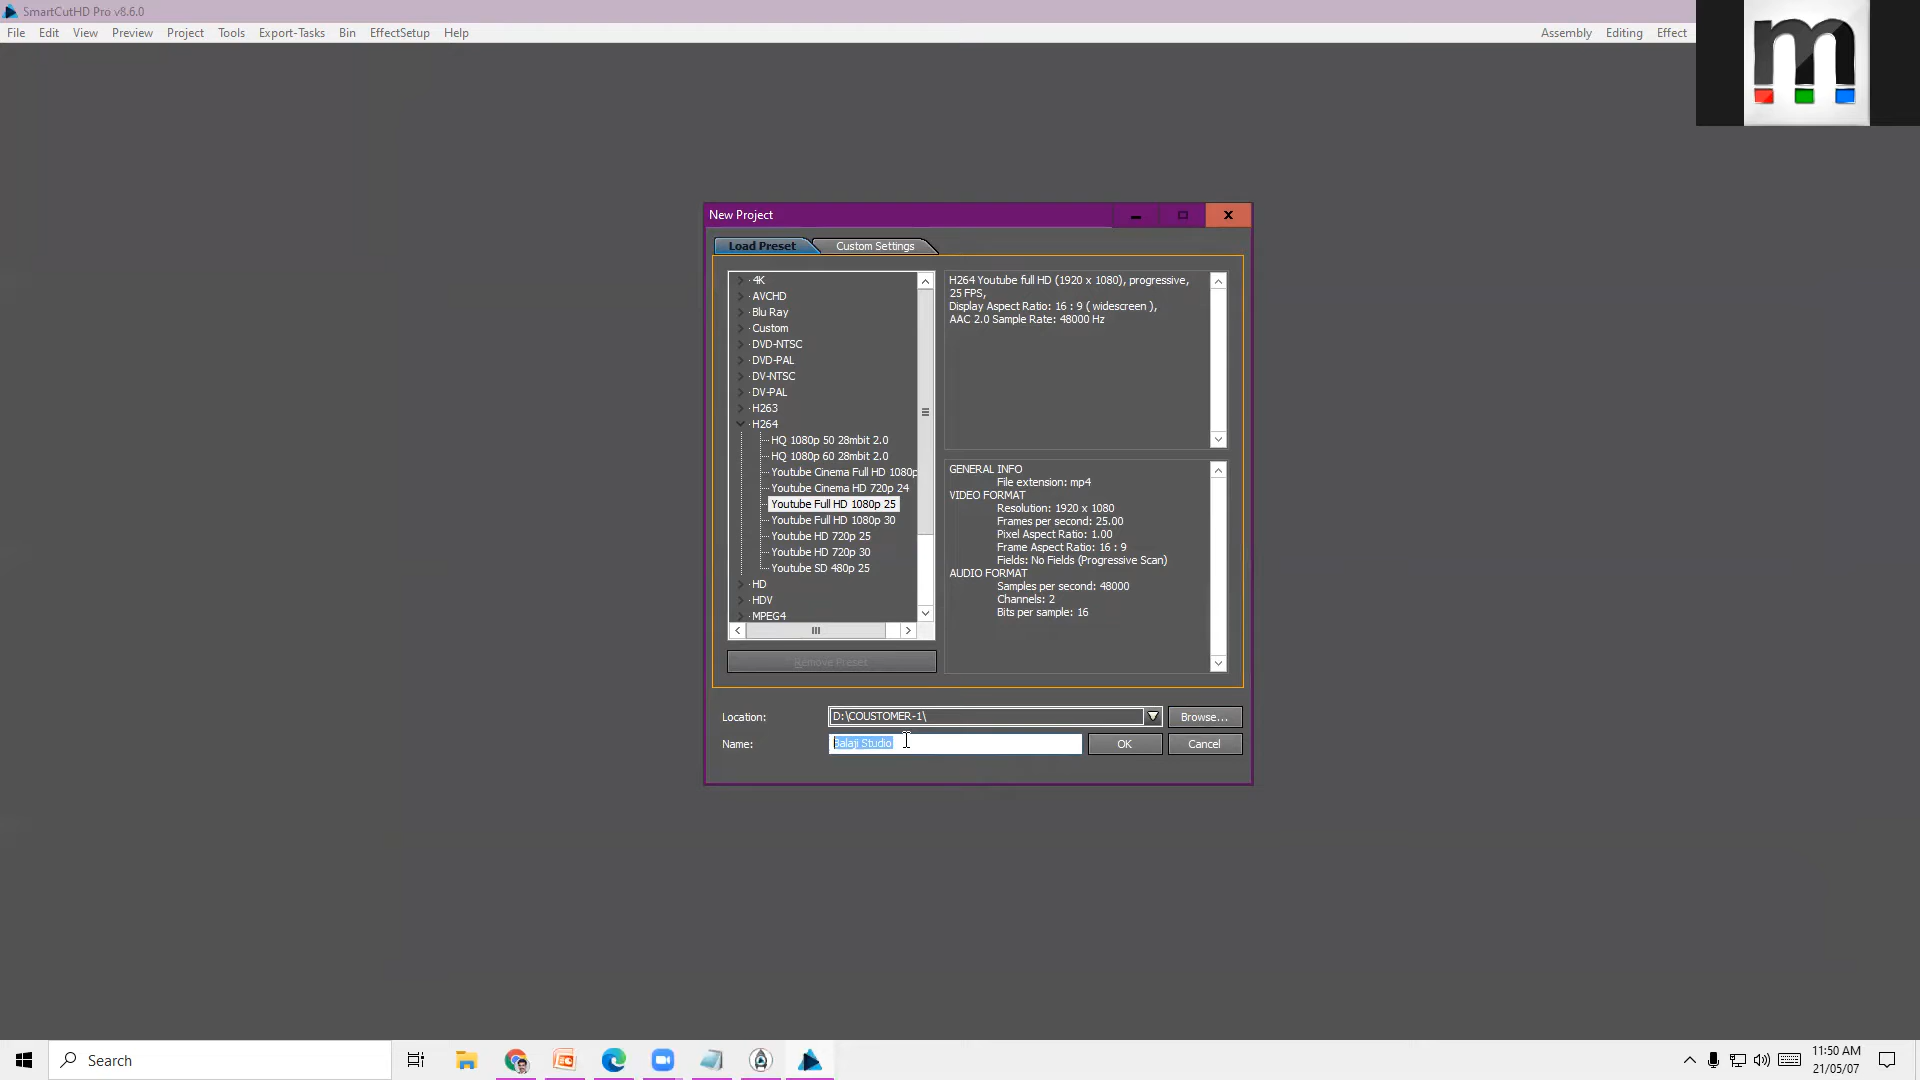 SmartCutHD Pro v8.6.0
File Edit View Preview Project Tools Export-Tasks Bin EffectSetup Help Assembly Editing Effect
m
New Project
Load Preset Custom Settings
4K
AVCHD
Blu Ray
Custom
DVD-NTSC
DVD-PAL
DV-NTSC
DV-PAL
H263
H264
HQ 1080p 50 28mbit 2.0
HQ 1080p 60 28mbit 2.0
Youtube Cinema Full HD 1080p
Youtube Cinema HD 720p 24
Youtube Full HD 1080p 25
Youtube Full HD 1080p 30
Youtube HD 720p 25
Youtube HD 720p 30
Youtube SD 480p 25
HD
HDV
MPEG4
Remove Preset
H264 Youtube full HD (1920 x 1080), progressive,
25 FPS,
Display Aspect Ratio: 16 : 9 ( widescreen ),
AAC 2.0 Sample Rate: 48000 Hz
GENERAL INFO
File extension: mp4
VIDEO FORMAT
Resolution: 1920 x 1080
Frames per second: 25.00
Pixel Aspect Ratio: 1.00
Frame Aspect Ratio: 16 : 9
Fields: No Fields (Progressive Scan)
AUDIO FORMAT
Samples per second: 48000
Channels: 2
Bits per sample: 16
Location: D:\COUSTOMER-1\ Browse...
Name: Balaji Studio OK Cancel
Search
11:50 AM
21/05/07